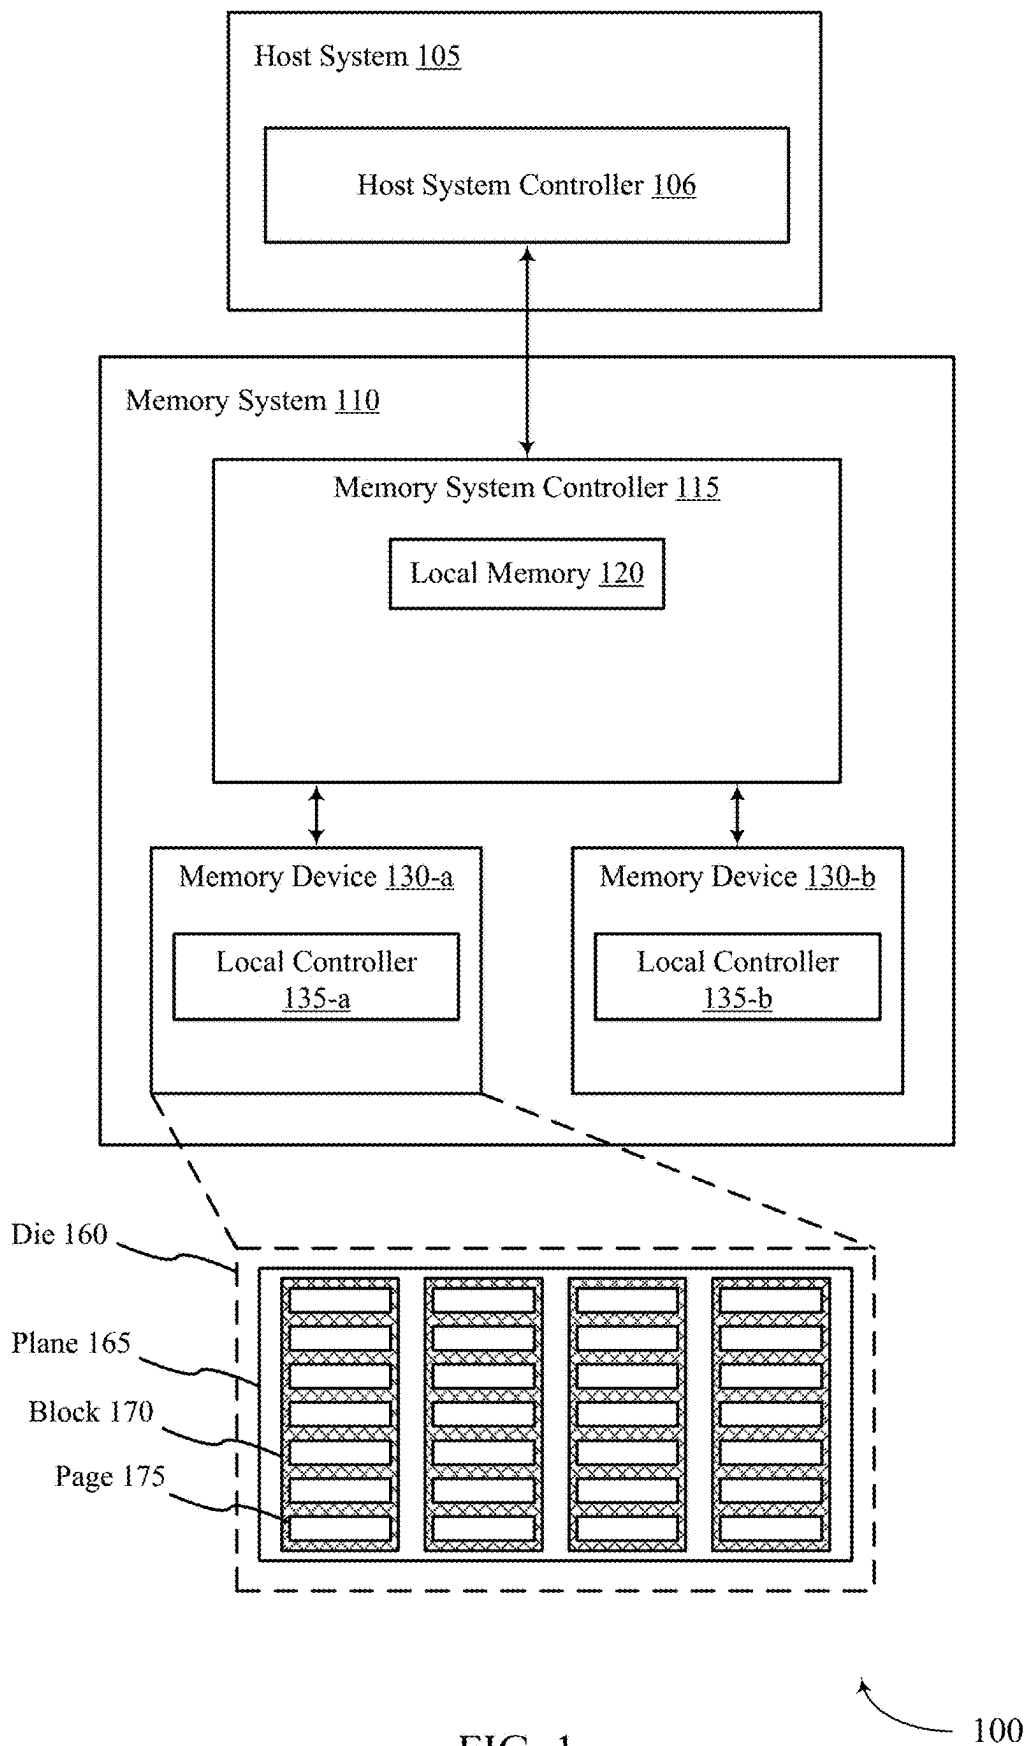 Host System 105
Host System Controller 106
Memory System 110
Memory System Controller 115
Local Memory 120
Memory Device 130-a
Local Controller
135-a
Memory Device 130-b
Local Controller
135-b
Die 160
Plane 165
Block 170
Page 175
100
FIG. 1